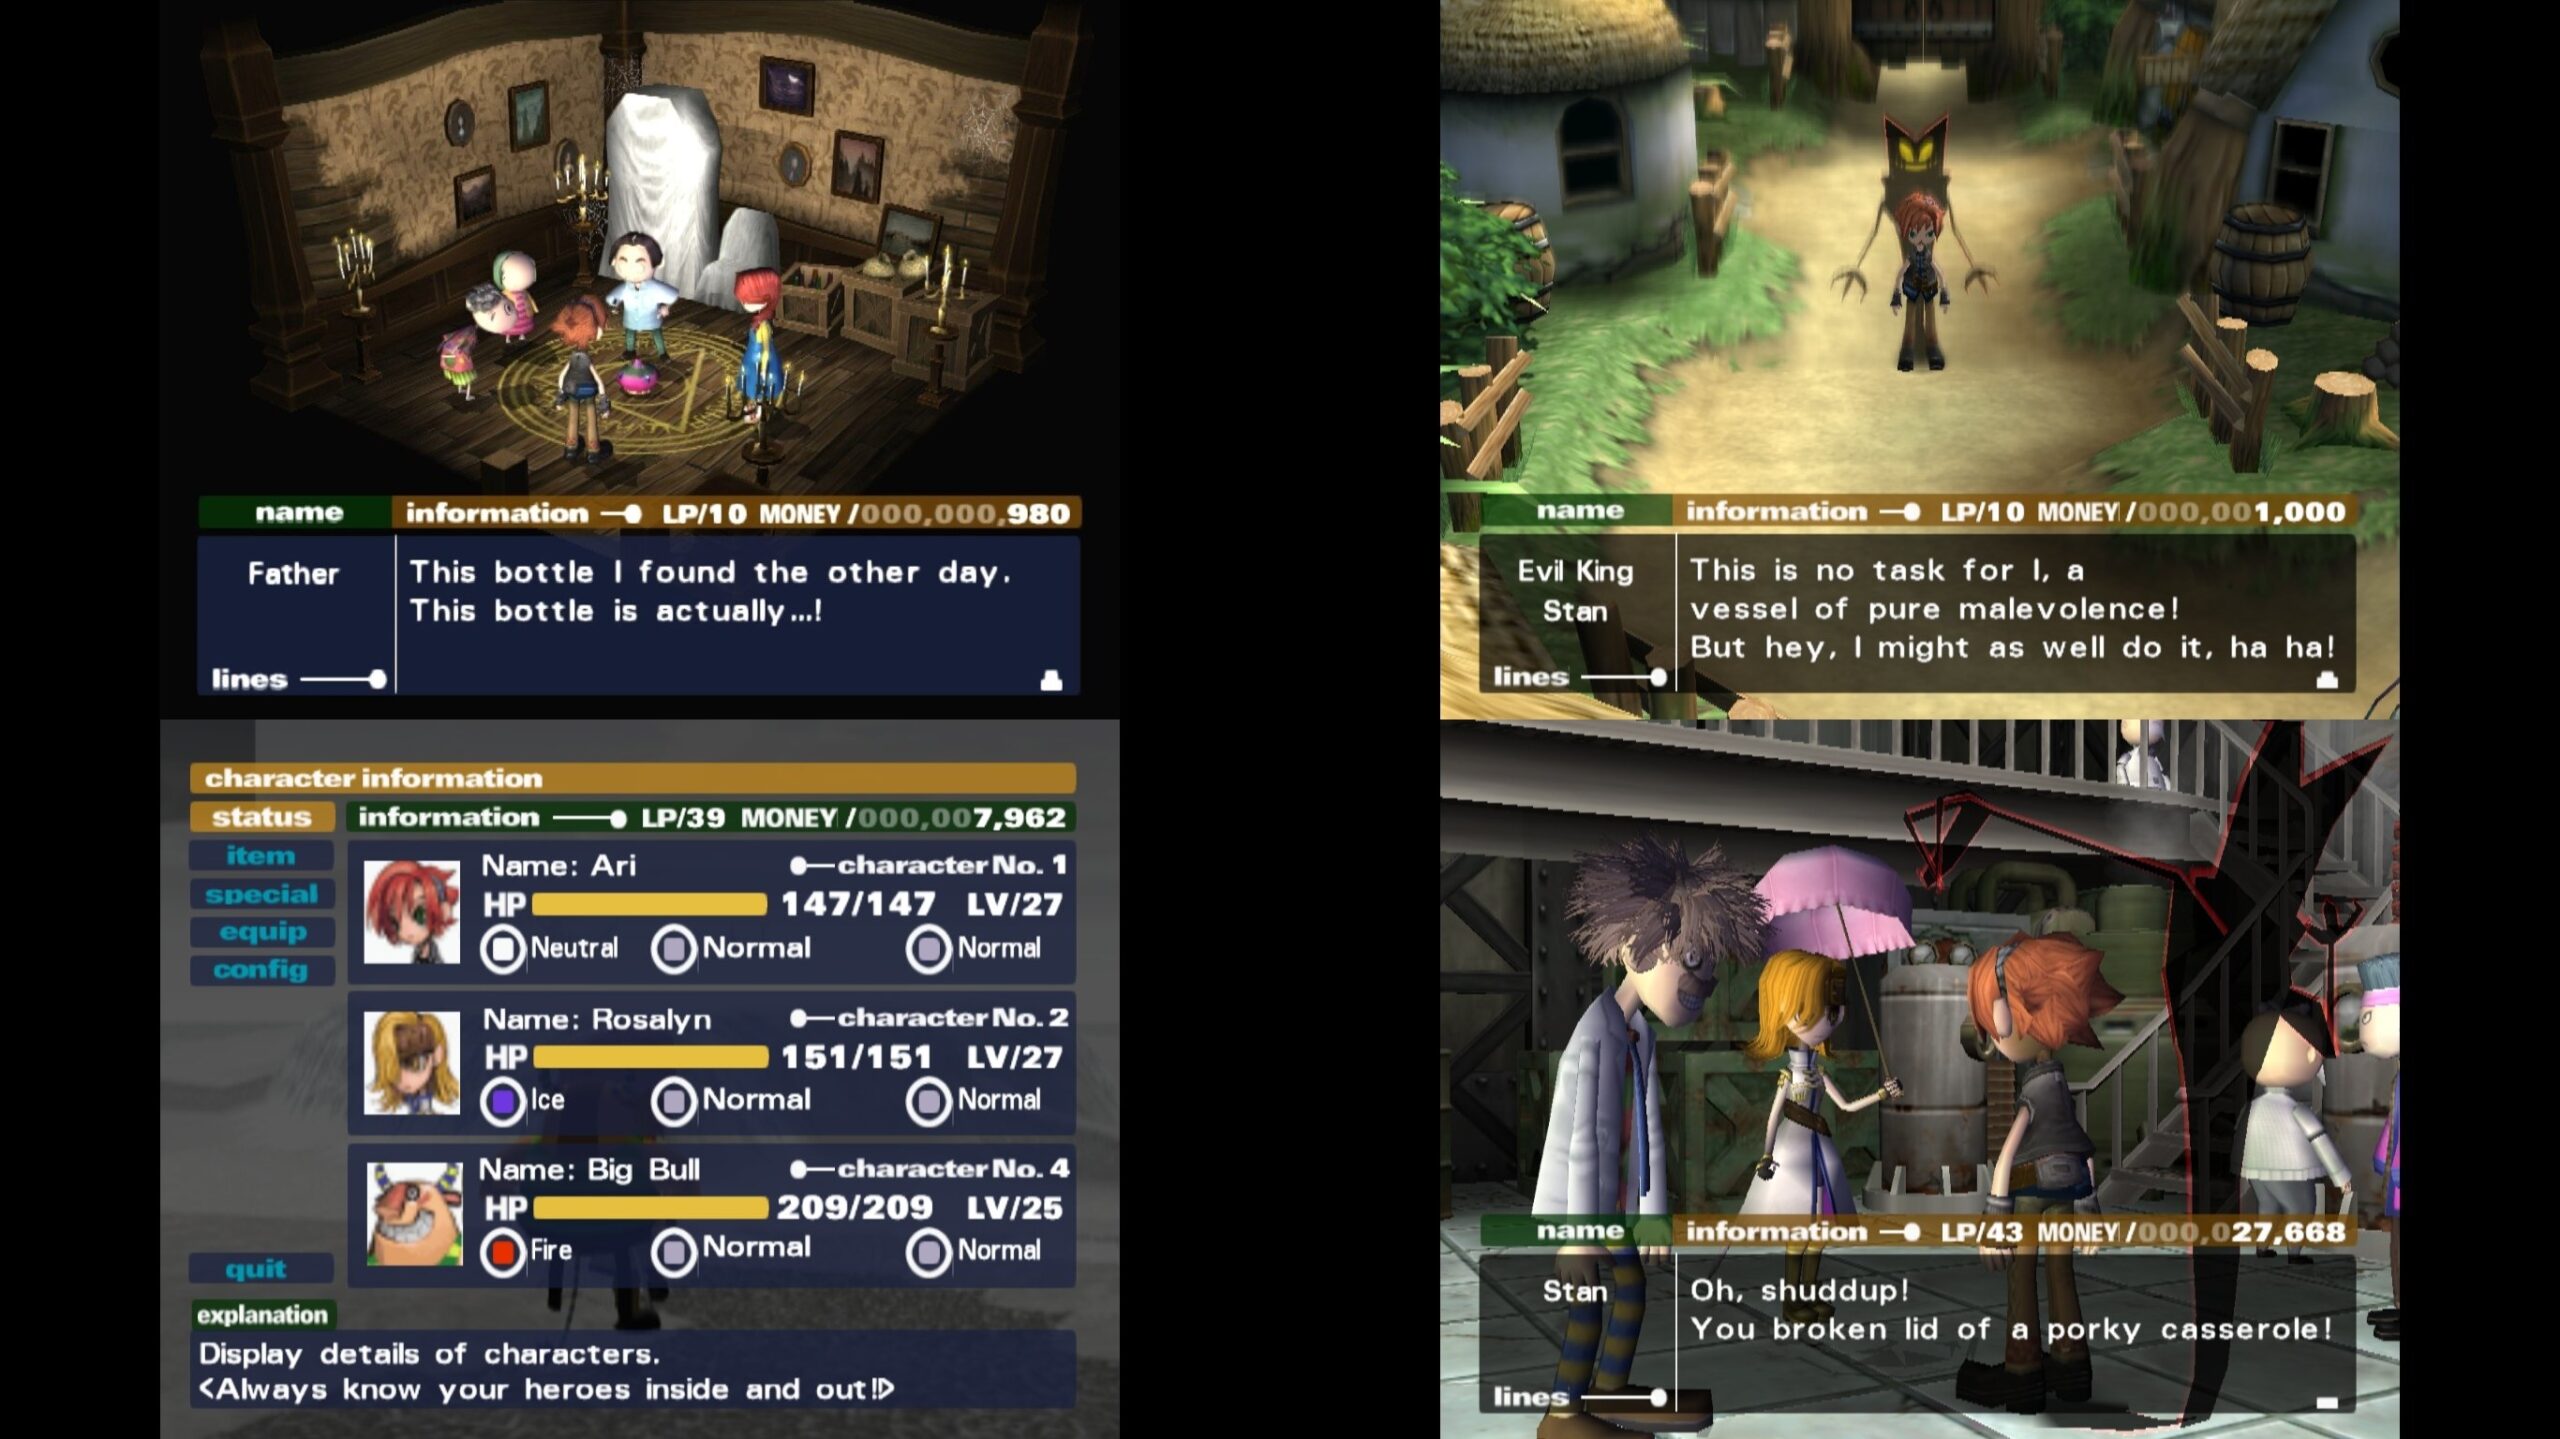 name information LP/10 MONEY/000,000,980
Father
This bottle I found the other day.
This bottle is actually...!
lines
name information LP/10 MONEY/000,001,000
Evil King
Stan
This is no task for I, a
vessel of pure malevolence!
But hey, I might as well do it, ha ha!
lines
character information
status information LP/39 MONEY/000,007,962
item
special
equip
config
Name: Ari character No. 1
HP 147/147 LV/27
Neutral Normal Normal
Name: Rosalyn character No. 2
HP 151/151 LV/27
Ice Normal Normal
Name: Big Bull character No. 4
HP 209/209 LV/25
Fire Normal Normal
quit
explanation
Display details of characters.
<Always know your heroes inside and out!>
name information LP/43 MONEY/000,027,668
Stan
Oh, shuddup!
You broken lid of a porky casserole!
lines